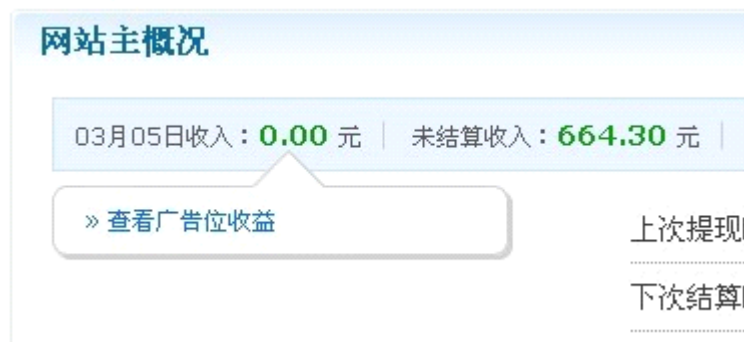 网站主概况
03月05日收入：0.00 元 未结算收入：664.30 元
» 查看广告位收益
上次提现
下次结算